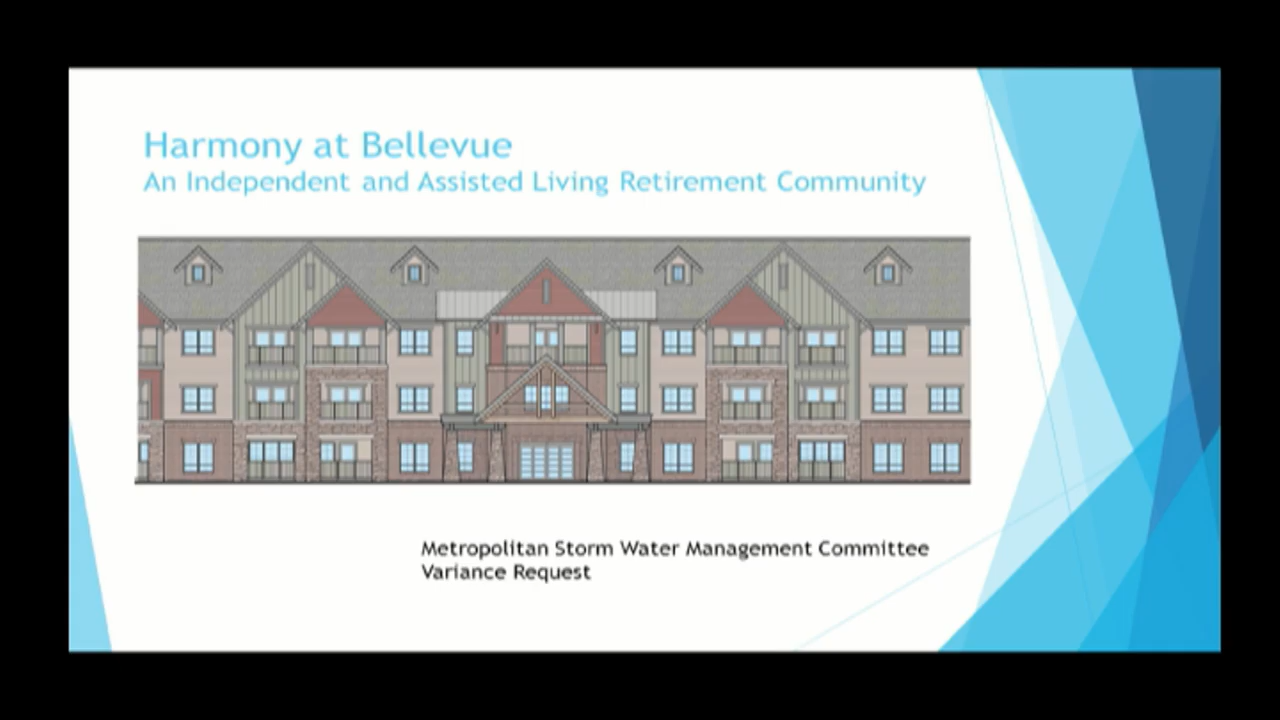 Harmony at Bellevue
An Independent and Assisted Living Retirement Community
Metropolitan Storm Water Management Committee
Variance Request